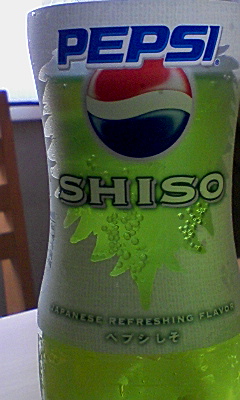 PEPSI
SHISO
JAPANESE REFRESHING FLAVOR
ペプシしそ